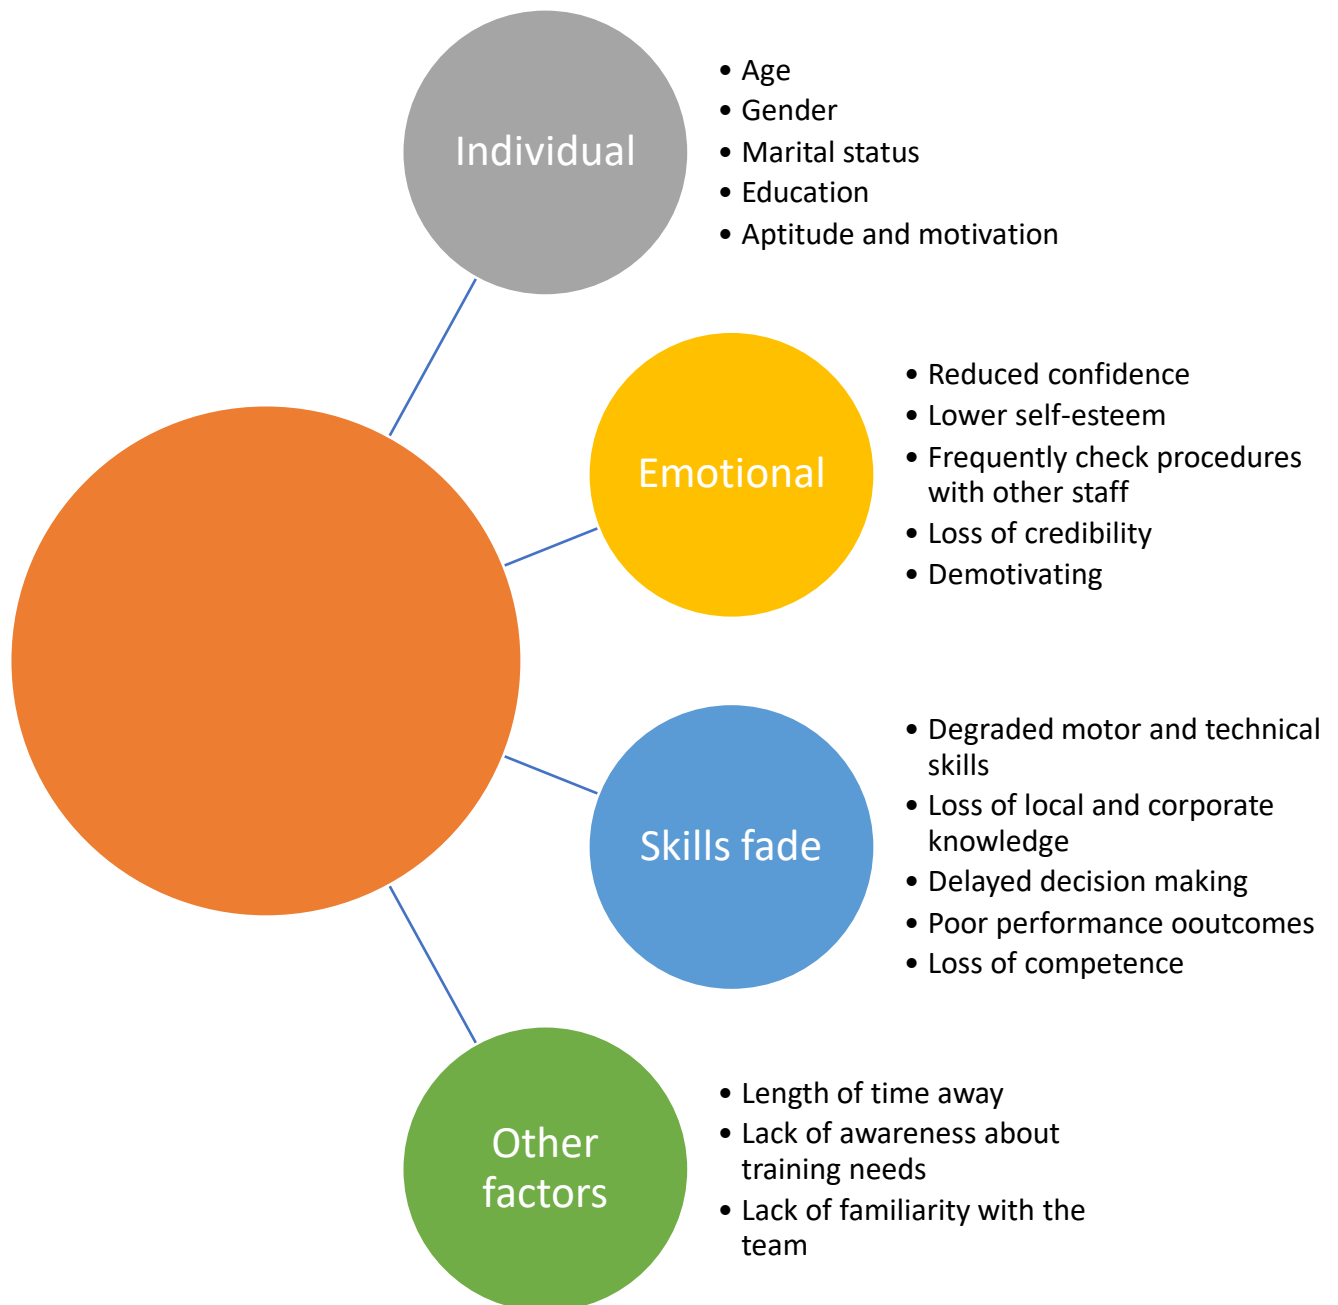 Individual
• Age
• Gender
• Marital status
• Education
• Aptitude and motivation
Emotional
• Reduced confidence
• Lower self-esteem
• Frequently check procedures
with other staff
• Loss of credibility
• Demotivating
Skills fade
• Degraded motor and technical
skills
• Loss of local and corporate
knowledge
• Delayed decision making
• Poor performance ooutcomes
• Loss of competence
Other
factors
• Length of time away
• Lack of awareness about
training needs
• Lack of familiarity with the
team